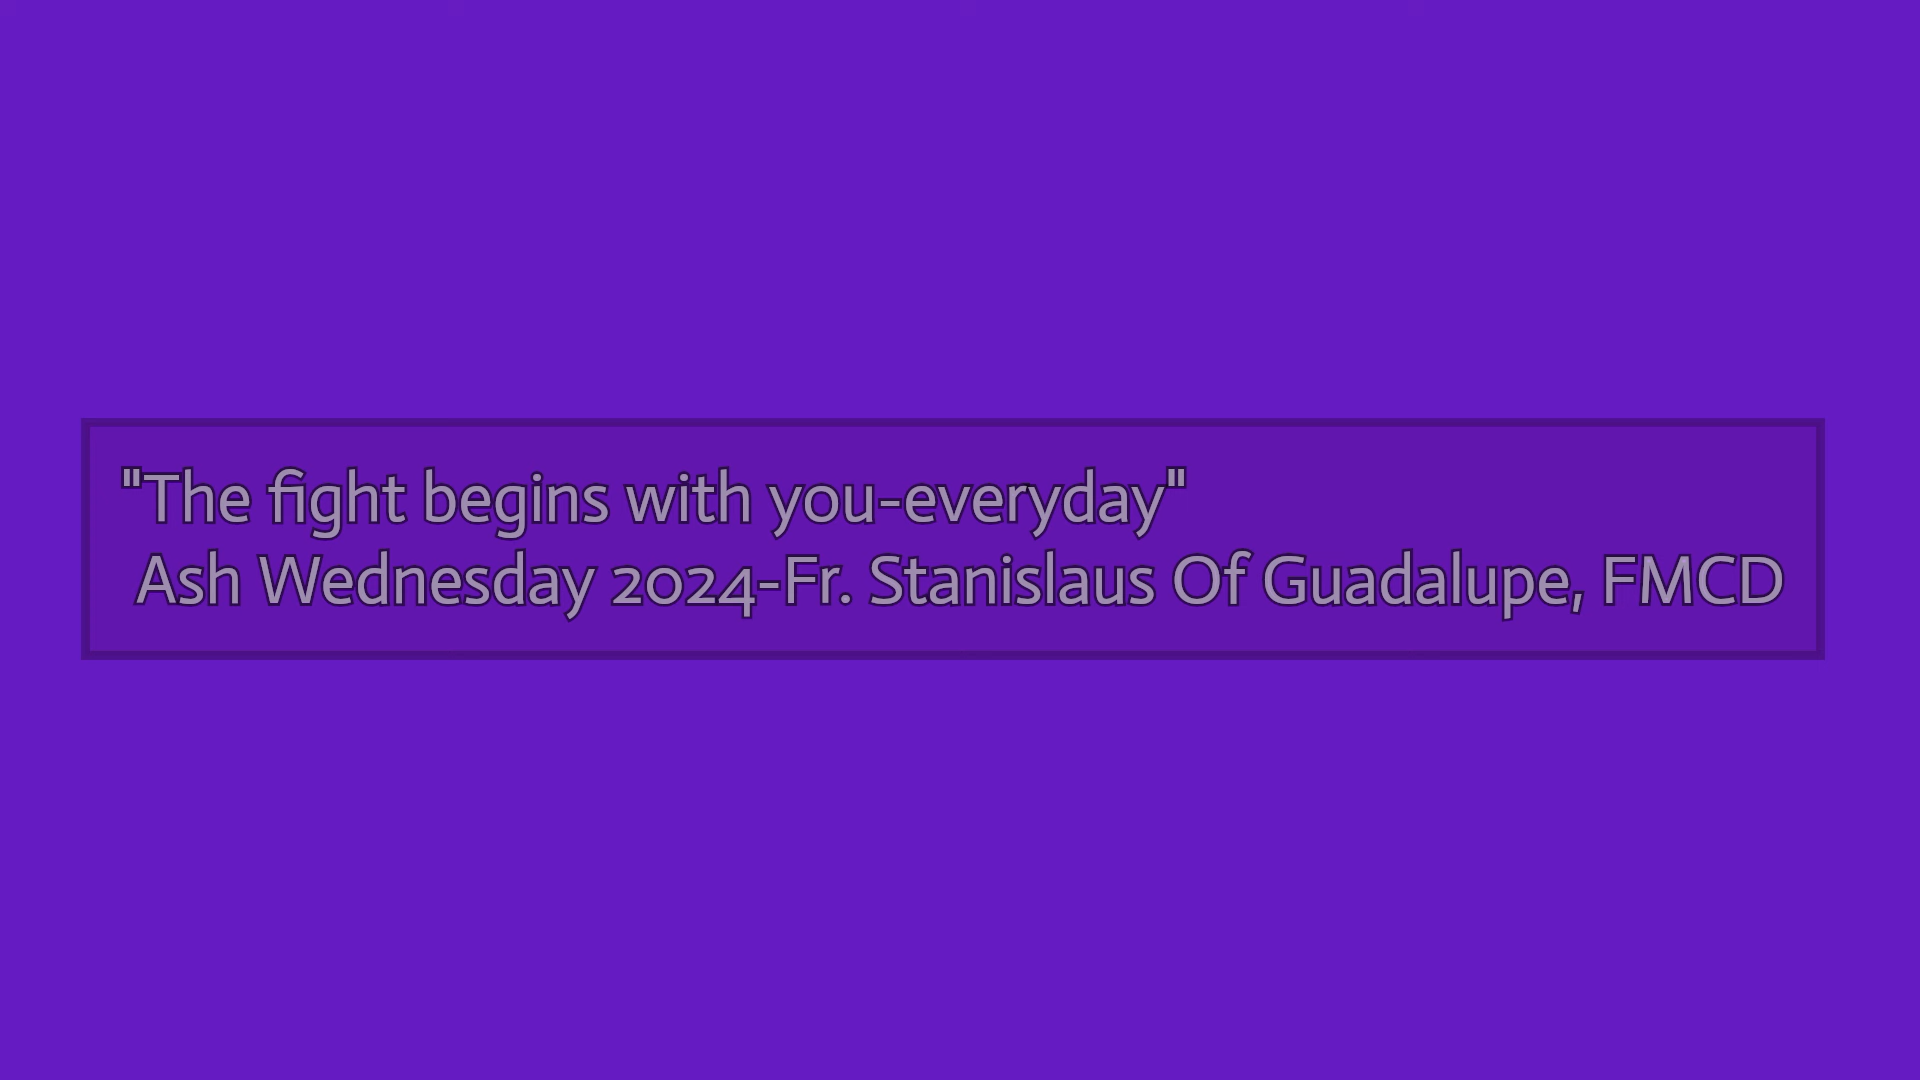 "The fight begins with you-everyday"
Ash Wednesday 2024-Fr. Stanislaus Of Guadalupe, FMCD